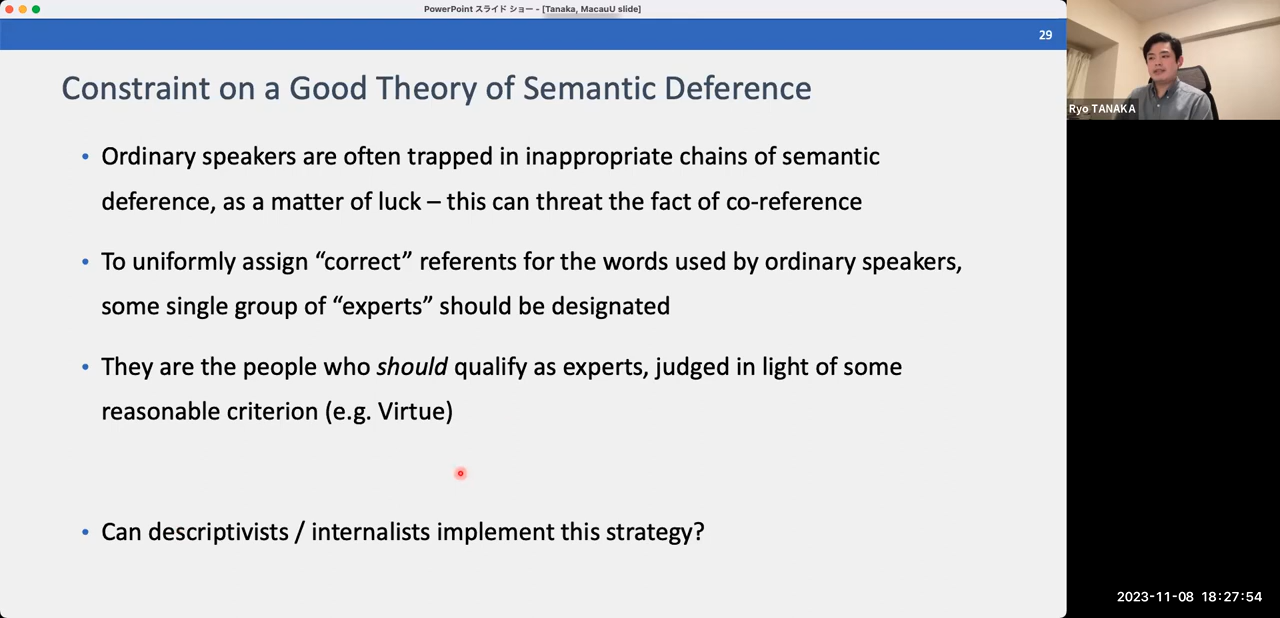 PowerPoint スライド ショー - [Tanaka, MacauU slide]
29
Constraint on a Good Theory of Semantic Deference
• Ordinary speakers are often trapped in inappropriate chains of semantic
deference, as a matter of luck – this can threat the fact of co-reference
• To uniformly assign “correct” referents for the words used by ordinary speakers,
some single group of “experts” should be designated
• They are the people who should qualify as experts, judged in light of some
reasonable criterion (e.g. Virtue)
• Can descriptivists / internalists implement this strategy?
Ryo TANAKA
2023-11-08 18:27:54